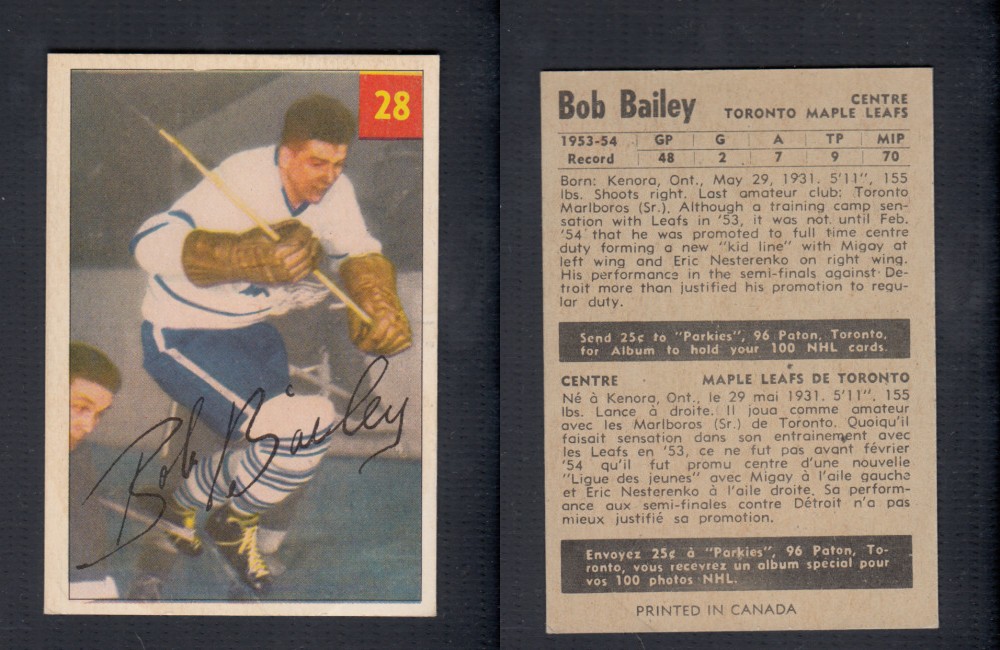 28
Bob Bailey
Bob Bailey
CENTRE
TORONTO MAPLE LEAFS
1953-54 GP G A TP MIP
Record 48 2 7 9 70
Born: Kenora, Ont., May 29, 1931. 5'11", 155
lbs. Shoots right. Last amateur club: Toronto
Marlboros (Sr.). Although a training camp sen-
sation with Leafs in '53, it was not until Feb.
'54 that he was promoted to full time centre
duty forming a new "kid line" with Migay at
left wing and Eric Nesterenko on right wing.
His performance in the semi-finals against De-
troit more than justified his promotion to regu-
lar duty.
Send 25¢ to "Parkies", 96 Paton, Toronto,
for Album to hold your 100 NHL cards.
CENTRE MAPLE LEAFS DE TORONTO
Né à Kenora, Ont., le 29 mai 1931. 5'11", 155
lbs. Lance à droite. Il joua comme amateur
avec les Marlboros (Sr.) de Toronto. Quoiqu'il
faisait sensation dans son entrainement avec
les Leafs en '53, ce ne fut pas avant février
'54 qu'il fut promu centre d'une nouvelle
"Ligue des jeunes" avec Migay à l'aile gauche
et Eric Nesterenko à l'aile droite. Sa perform-
ance aux semi-finales contre Détroit n'a pas
mieux justifié sa promotion.
Envoyez 25¢ à "Parkies", 96 Paton, To-
ronto, vous recevrez un album spécial pour
vos 100 photos NHL.
PRINTED IN CANADA